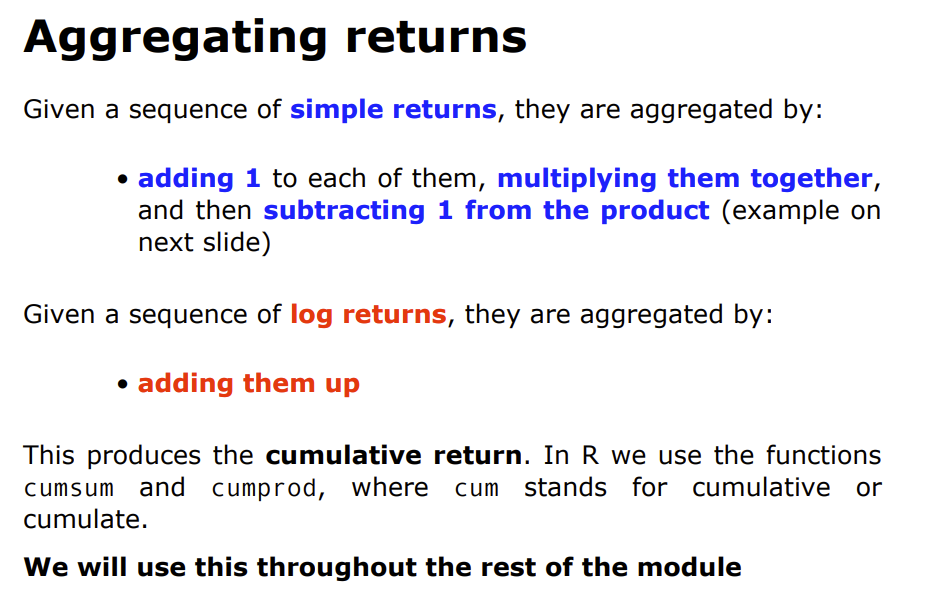 Aggregating returns
Given a sequence of simple returns, they are aggregated by:
• adding 1 to each of them, multiplying them together,
and then subtracting 1 from the product (example on
next slide)
Given a sequence of log returns, they are aggregated by:
• adding them up
This produces the cumulative return. In R we use the functions
cumsum and cumprod, where cum stands for cumulative or
cumulate.
We will use this throughout the rest of the module